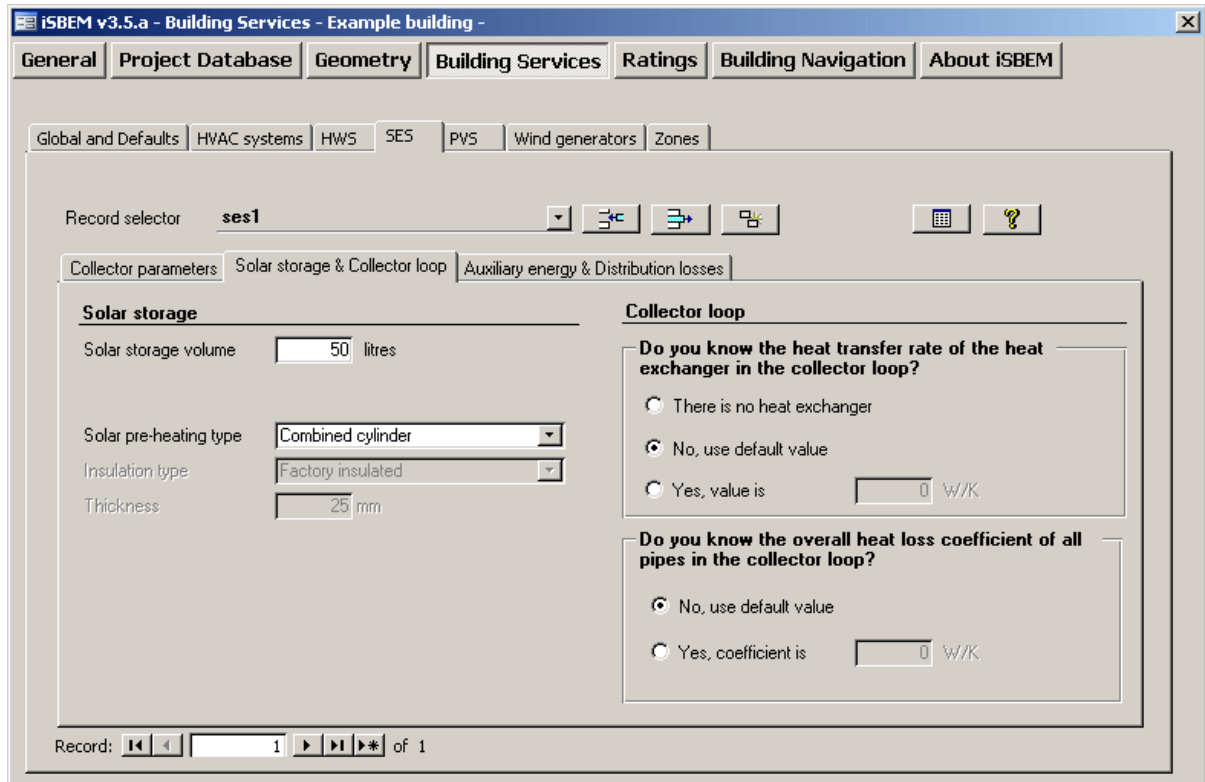 iSBEM v3.5.a - Building Services - Example building -
General Project Database Geometry Building Services Ratings Building Navigation About iSBEM
Global and Defaults HVAC systems HWS SES PVS Wind generators Zones
Record selector ses1
Collector parameters Solar storage & Collector loop Auxiliary energy & Distribution losses
Solar storage
Solar storage volume 50 litres
Solar pre-heating type Combined cylinder
Insulation type Factory insulated
Thickness 25 mm
Collector loop
Do you know the heat transfer rate of the heat
exchanger in the collector loop?
There is no heat exchanger
No, use default value
Yes, value is 0 W/K
Do you know the overall heat loss coefficient of all
pipes in the collector loop?
No, use default value
Yes, coefficient is 0 W/K
Record: 1 of 1